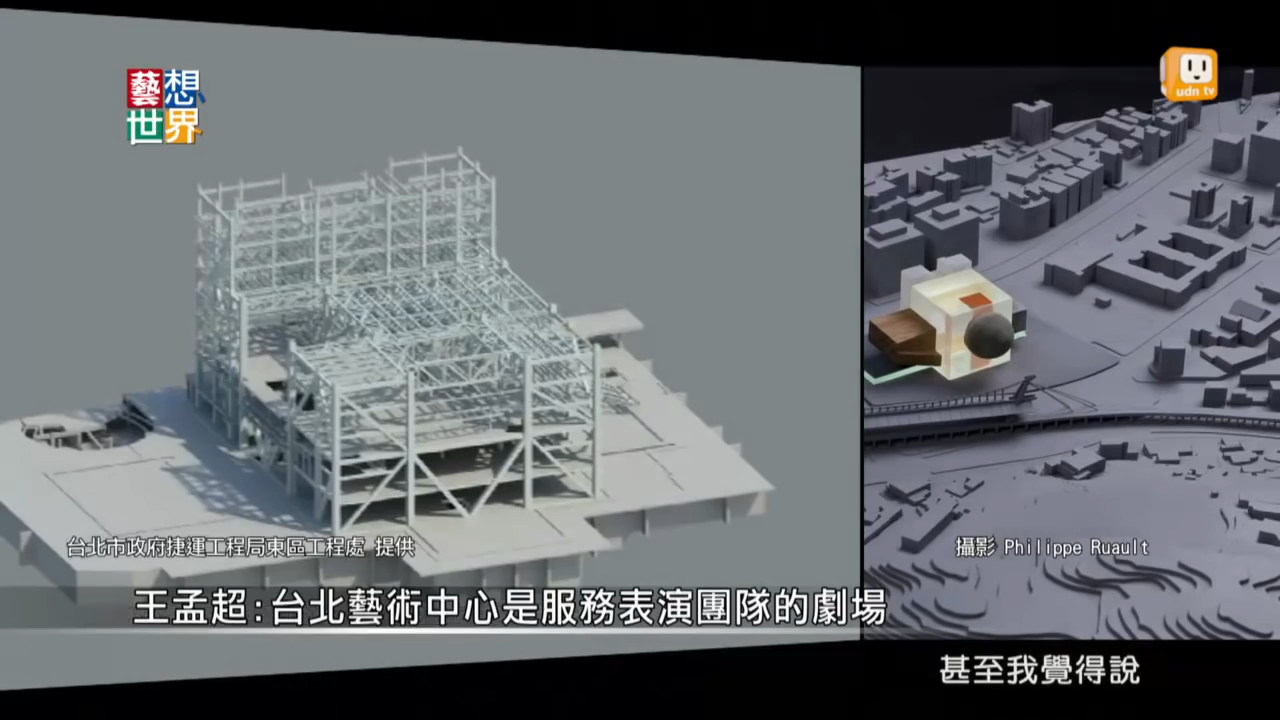 藝想
世界
udn tv
台北市政府捷運工程局東區工程處 提供
攝影 Philippe Ruault
王孟超:台北藝術中心是服務表演團隊的劇場
甚至我覺得說